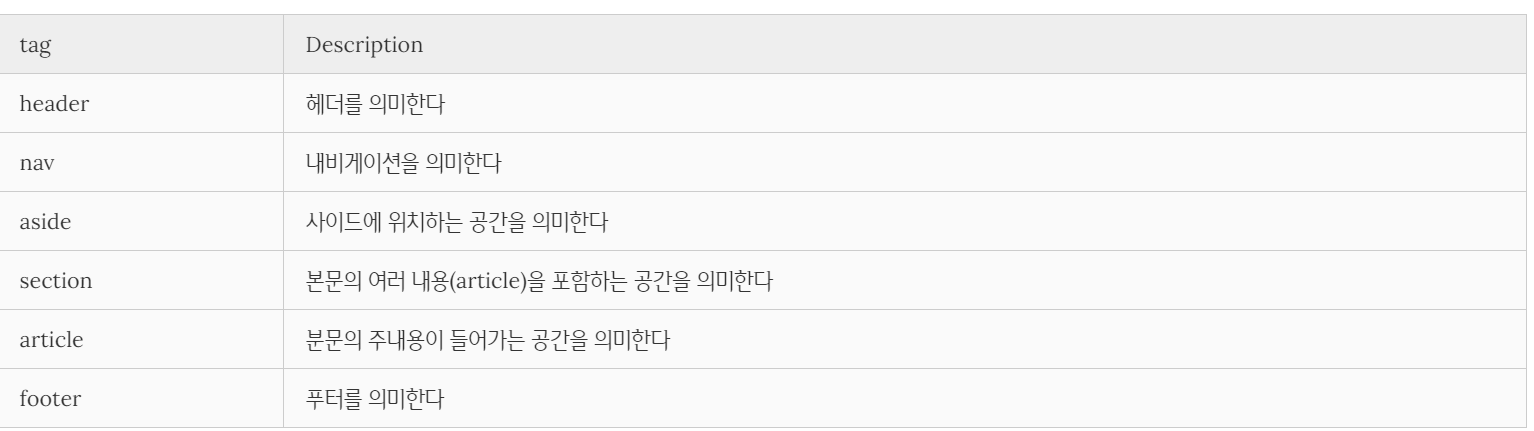 tag Description
header 헤더를 의미한다
nav 내비게이션을 의미한다
aside 사이드에 위치하는 공간을 의미한다
section 본문의 여러 내용(article)을 포함하는 공간을 의미한다
article 분문의 주내용이 들어가는 공간을 의미한다
footer 푸터를 의미한다